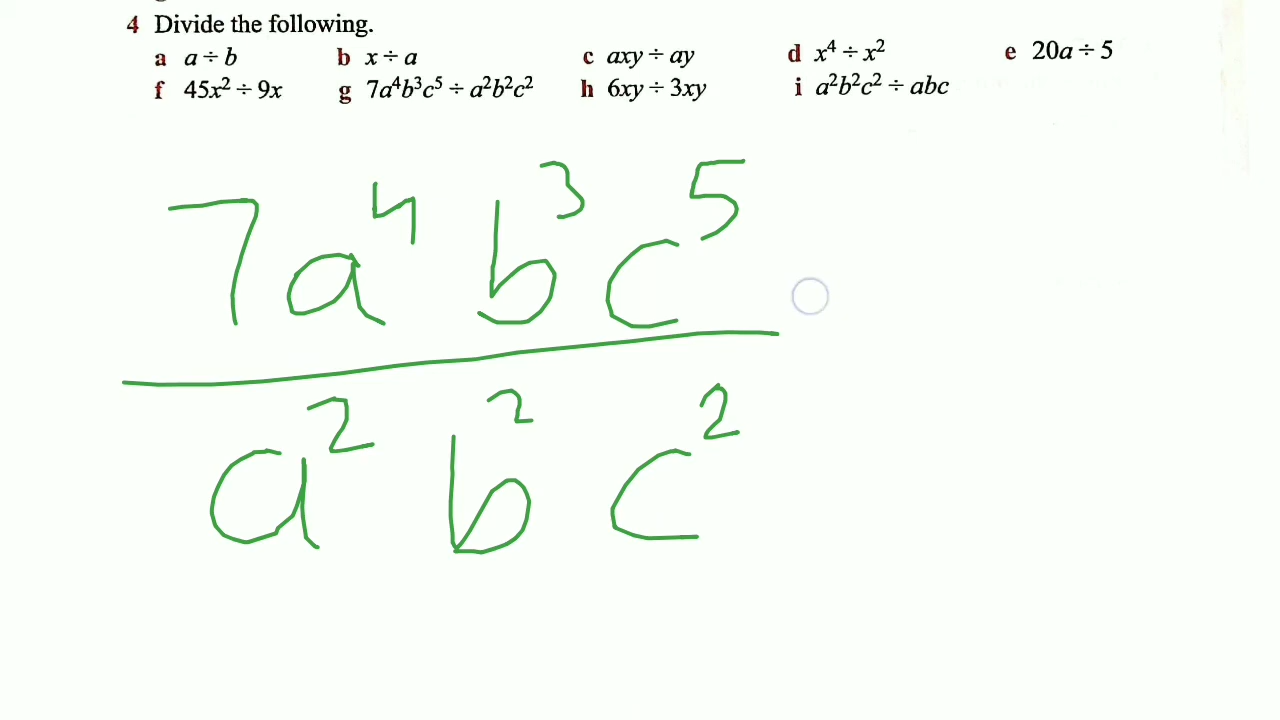 4 Divide the following.
a a ÷ b b x ÷ a c axy ÷ ay d x⁴ ÷ x² e 20a ÷ 5
f 45x² ÷ 9x g 7a⁴b³c⁵ ÷ a²b²c² h 6xy ÷ 3xy i a²b²c² ÷ abc
7a⁴b³c⁵
a²b²c²